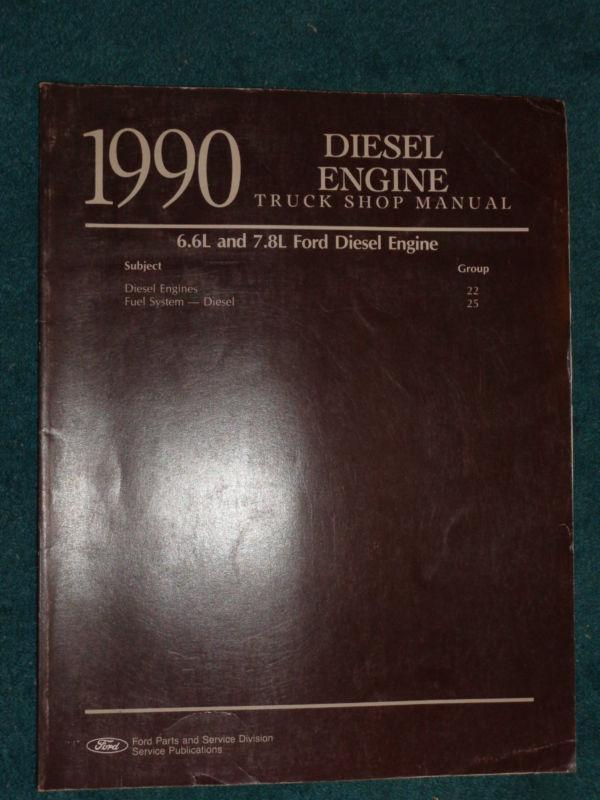 1990
DIESEL
ENGINE
TRUCK SHOP MANUAL
6.6L and 7.8L Ford Diesel Engine
Subject Group
Diesel Engines 22
Fuel System — Diesel 25
Ford
Ford Parts and Service Division
Service Publications